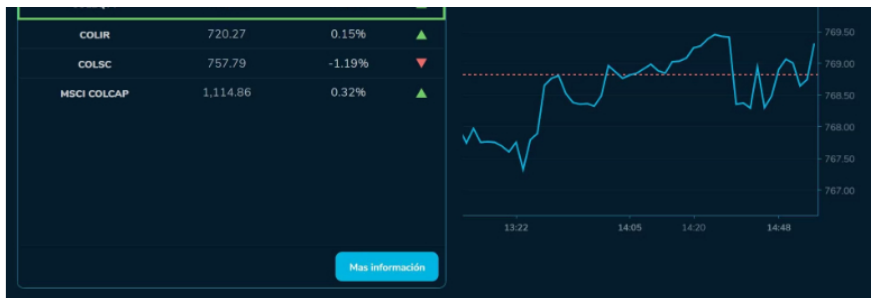 COLIR 720.27 0.15%
COLSC 757.79 -1.19%
MSCI COLCAP 1,114.86 0.32%
Mas información
769.50
769.00
768.50
768.00
767.50
767.00
13:22 14:05 14:20 14:48